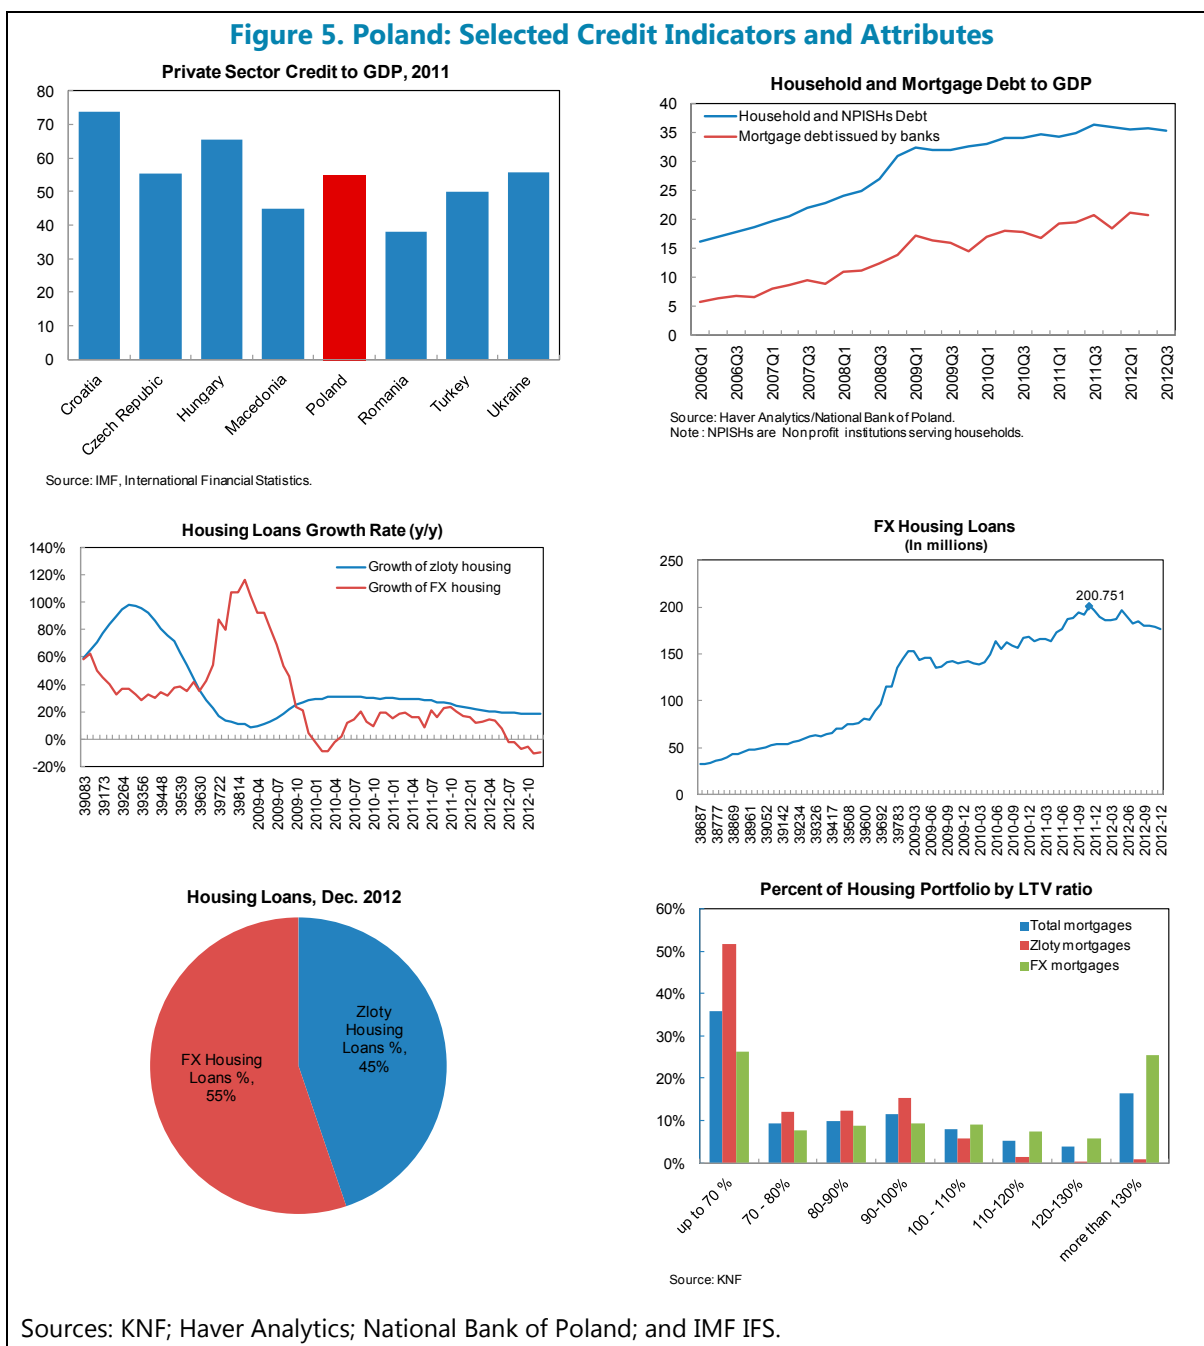 Figure 5. Poland: Selected Credit Indicators and Attributes
Private Sector Credit to GDP, 2011
80
70
60
50
40
30
20
10
0
Croatia
Czech Repubic
Hungary
Macedonia
Poland
Romania
Turkey
Ukraine
Source: IMF, International Financial Statistics.
Household and Mortgage Debt to GDP
40
35
30
25
20
15
10
5
0
Household and NPISHs Debt
Mortgage debt issued by banks
2006Q1
2006Q3
2007Q1
2007Q3
2008Q1
2008Q3
2009Q1
2009Q3
2010Q1
2010Q3
2011Q1
2011Q3
2012Q1
2012Q3
Source: Haver Analytics/National Bank of Poland.
Note : NPISHs are Nonprofit institutions serving households.
Housing Loans Growth Rate (y/y)
140%
120%
100%
80%
60%
40%
20%
0%
-20%
Growth of zloty housing
Growth of FX housing
39083
39173
39264
39356
39448
39539
39630
39722
39814
2009-04
2009-07
2009-10
2010-01
2010-04
2010-07
2010-10
2011-01
2011-04
2011-07
2011-10
2012-01
2012-04
2012-07
2012-10
FX Housing Loans
(In millions)
250
200
150
100
50
0
200.751
38687
38777
38869
38961
39052
39142
39234
39326
39417
39508
39600
39692
39783
2009-03
2009-06
2009-09
2009-12
2010-03
2010-06
2010-09
2010-12
2011-03
2011-06
2011-09
2011-12
2012-03
2012-06
2012-09
2012-12
Housing Loans, Dec. 2012
Zloty
Housing
Loans %,
45%
FX Housing
Loans %,
55%
Percent of Housing Portfolio by LTV ratio
60%
50%
40%
30%
20%
10%
0%
Total mortgages
Zloty mortgages
FX mortgages
up to 70 %
70 - 80%
80-90%
90-100%
100 - 110%
110-120%
120-130%
more than 130%
Source: KNF
Sources: KNF; Haver Analytics; National Bank of Poland; and IMF IFS.